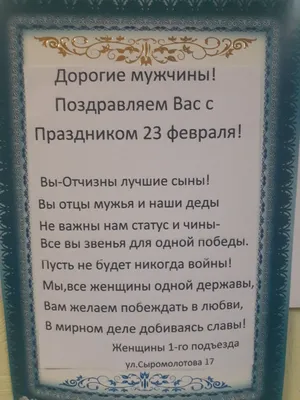 Дорогие мужчины!
Поздравляем Вас с
Праздником 23 февраля!
Вы-Отчизны лучшие сыны!
Вы отцы мужья и наши деды
Не важны нам статус и чины-
Все вы звенья для одной победы.
Пусть не будет никогда войны!
Мы,все женщины одной державы,
Вам желаем побеждать в любви,
В мирном деле добиваясь славы!
Женщины 1-го подъезда
ул.Сыромолотова 17